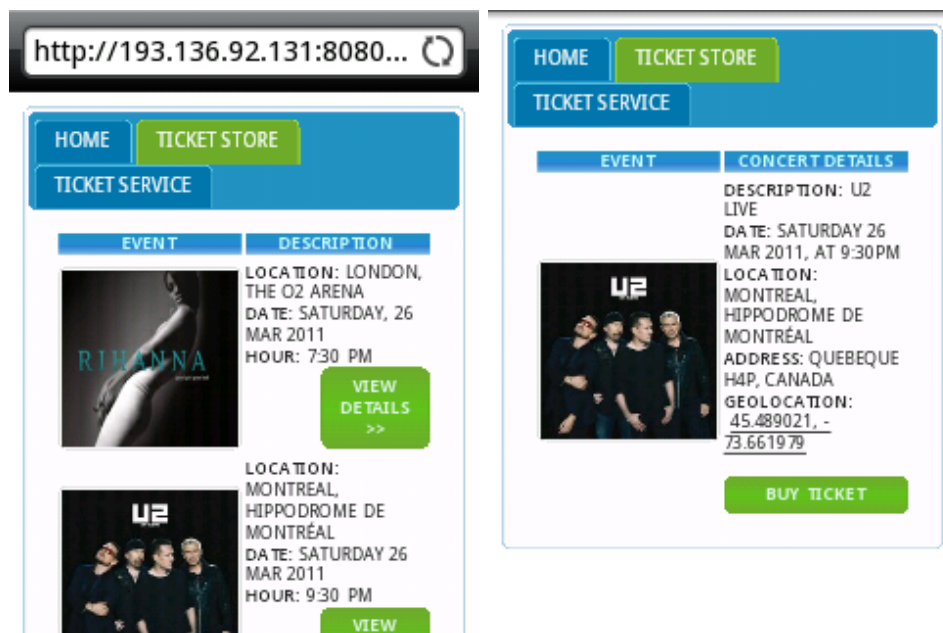 http://193.136.92.131:8080...
HOME TICKET STORE
TICKET SERVICE
EVENT DESCRIPTION
RIHANNA
LOCATION: LONDON,
THE O2 ARENA
DATE: SATURDAY, 26
MAR 2011
HOUR: 7:30 PM
VIEW
DETAILS
>>
U2
LOCATION:
MONTREAL,
HIPPODROME DE
MONTRÉAL
DATE: SATURDAY 26
MAR 2011
HOUR: 9:30 PM
VIEW
HOME TICKET STORE
TICKET SERVICE
EVENT CONCERT DETAILS
U2
DESCRIPTION: U2
LIVE
DATE: SATURDAY 26
MAR 2011, AT 9:30PM
LOCATION:
MONTREAL,
HIPPODROME DE
MONTRÉAL
ADDRESS: QUEBEQUE
H4P, CANADA
GEOLOCATION:
45.489021, -
73.661979
BUY TICKET